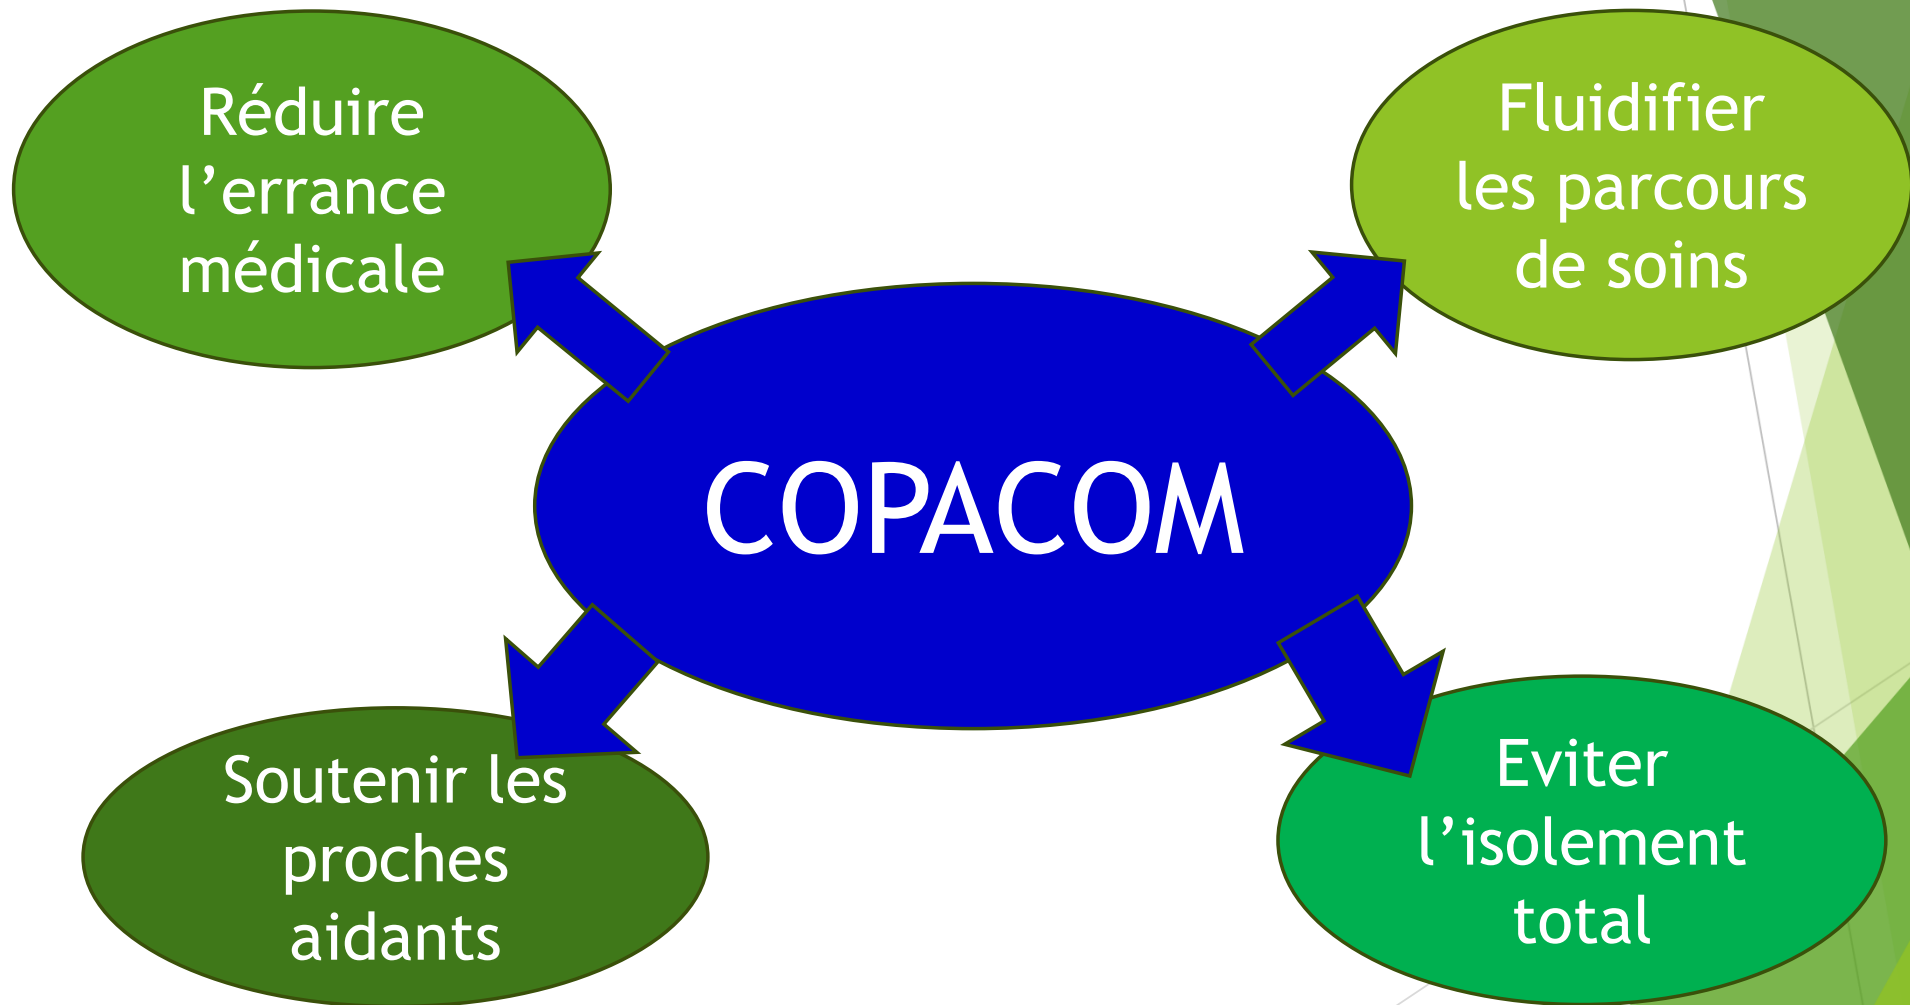 Réduire
l’errance
médicale
Fluidifier
les parcours
de soins
COPACOM
Soutenir les
proches
aidants
Eviter
l’isolement
total